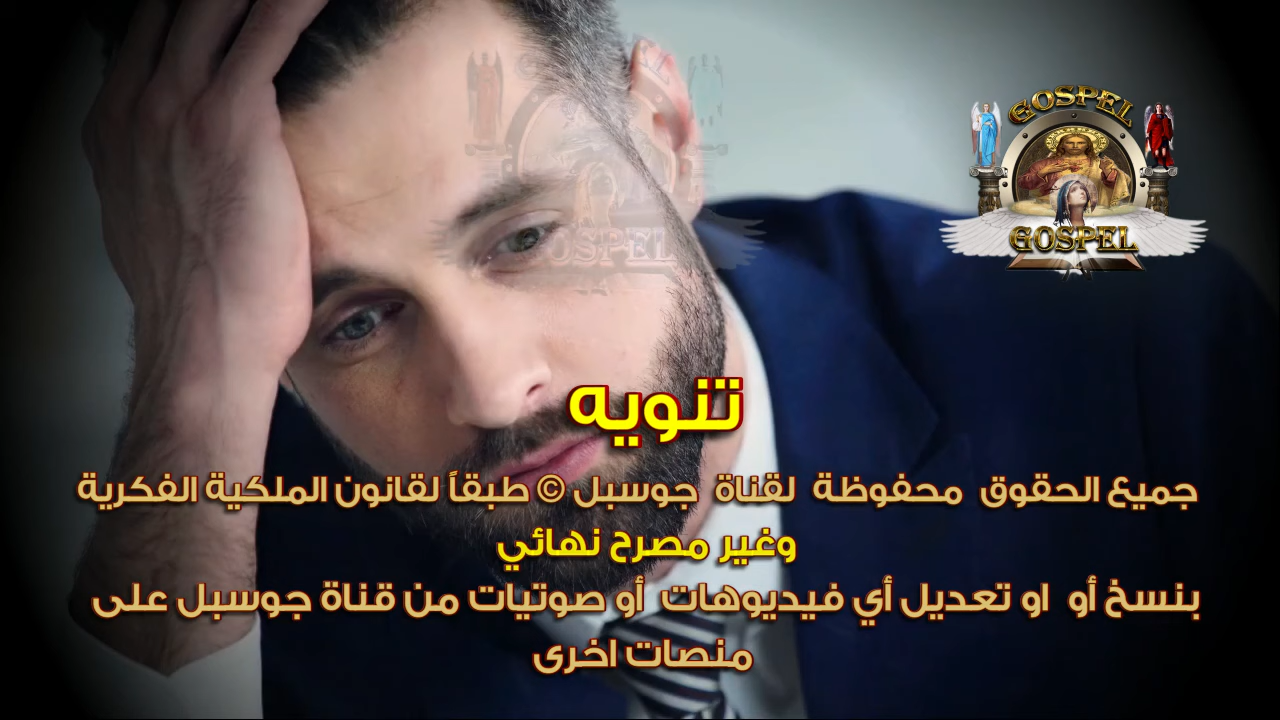 GOSPEL
GOSPEL
GOSPEL
تنويه
جميع الحقوق محفوظة لقناة جوسبل © طبقاً لقانون الملكية الفكرية
وغير مصرح نهائي
بنسخ أو او تعديل أي فيديوهات أو صوتيات من قناة جوسبل على
منصات اخرى